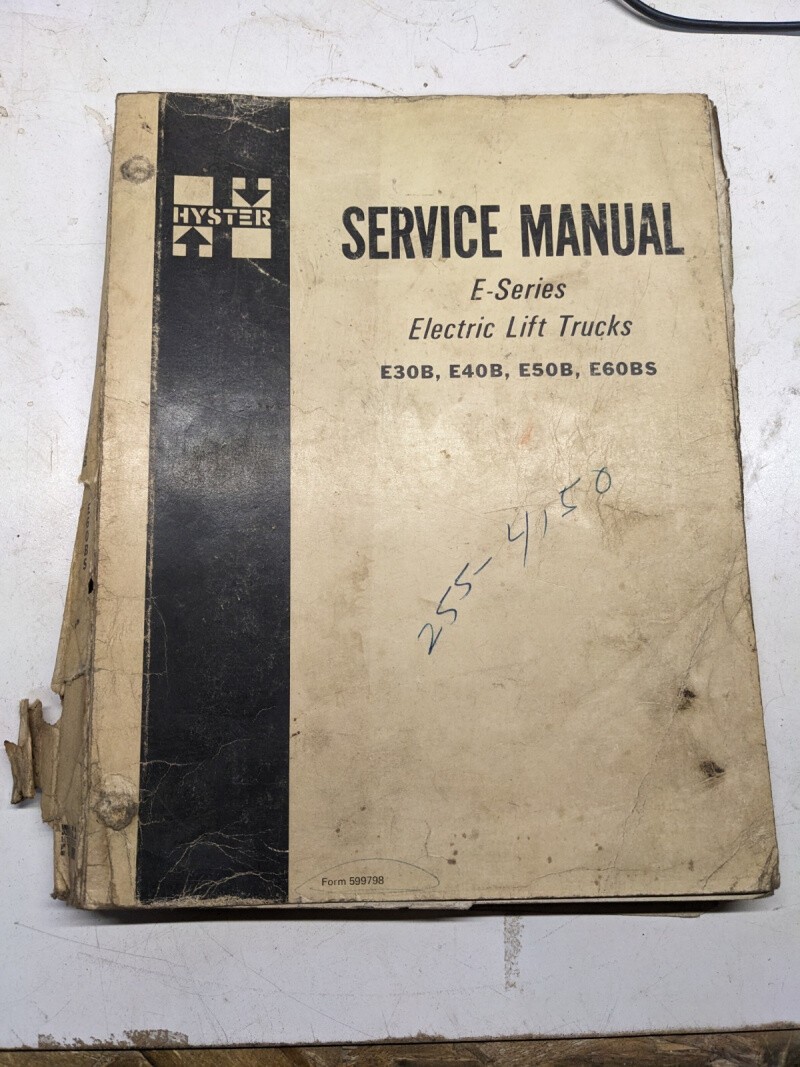 HYSTER
SERVICE MANUAL
E-Series
Electric Lift Trucks
E30B, E40B, E50B, E60BS
255-4150
Form 599798